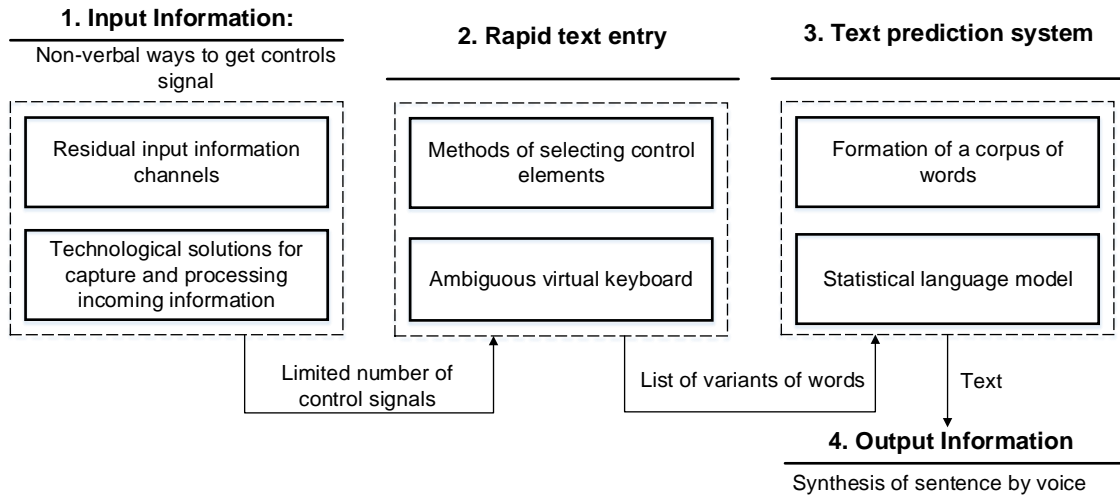 1. Input Information:
Non-verbal ways to get controls
signal
Residual input information
channels
Technological solutions for
capture and processing
incoming information
Limited number of
control signals
2. Rapid text entry
Methods of selecting control
elements
Ambiguous virtual keyboard
List of variants of words
3. Text prediction system
Formation of a corpus of
words
Statistical language model
Text
4. Output Information
Synthesis of sentence by voice